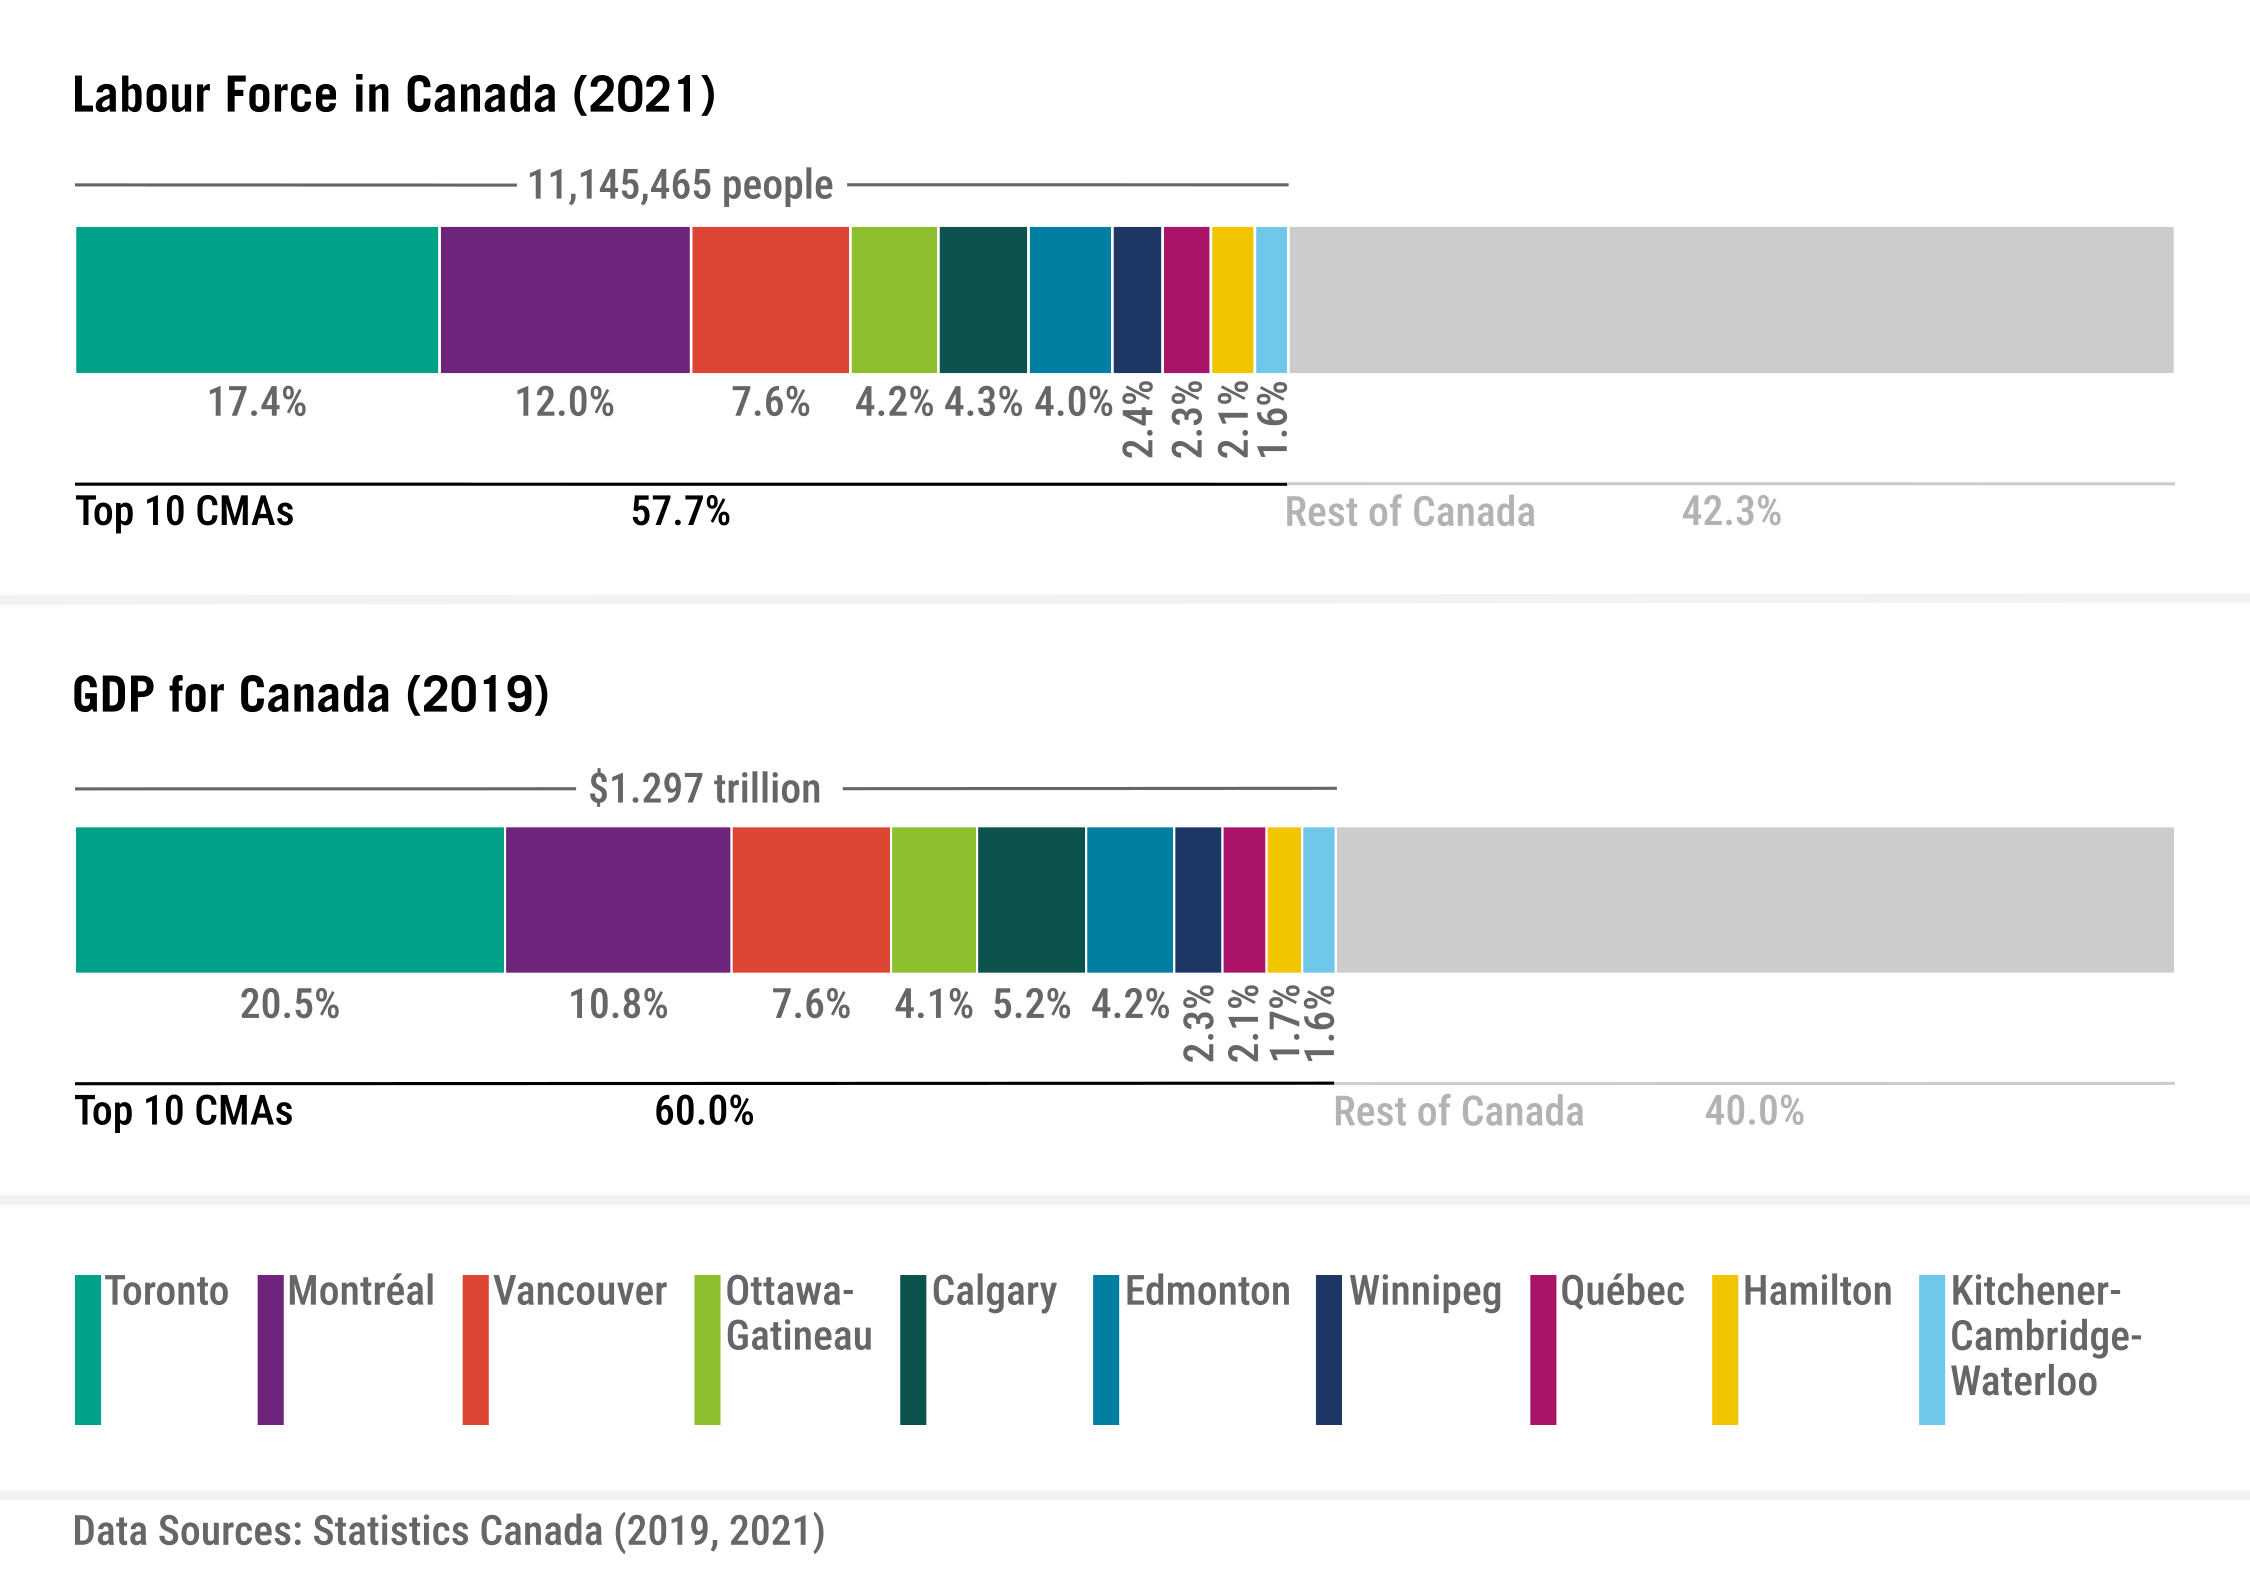 Labour Force in Canada (2021)
11,145,465 people
17.4% 12.0% 7.6% 4.2% 4.3% 4.0% 2.4% 2.3% 2.1% 1.6%
Top 10 CMAs 57.7% Rest of Canada 42.3%
GDP for Canada (2019)
$1.297 trillion
20.5% 10.8% 7.6% 4.1% 5.2% 4.2% 2.3% 2.1% 1.7% 1.6%
Top 10 CMAs 60.0% Rest of Canada 40.0%
Toronto
Montréal
Vancouver
Ottawa-
Gatineau
Calgary
Edmonton
Winnipeg
Québec
Hamilton
Kitchener-
Cambridge-
Waterloo
Data Sources: Statistics Canada (2019, 2021)